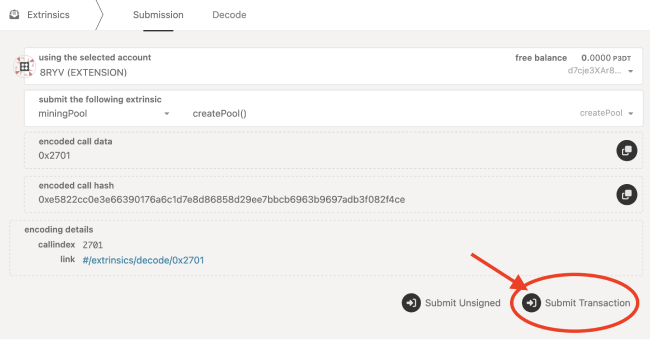 Extrinsics Submission Decode
using the selected account free balance 0.0000 P3DT
8RYV (EXTENSION) d7cje3XAr8...
submit the following extrinsic
miningPool createPool() createPool
encoded call data
0x2701
encoded call hash
0xe5822cc0e3e66390176a6c1d7e8d86858d29ee7bbcb6963b9697adb3f082f4ce
encoding details
callindex 2701
link #/extrinsics/decode/0x2701
Submit Unsigned Submit Transaction